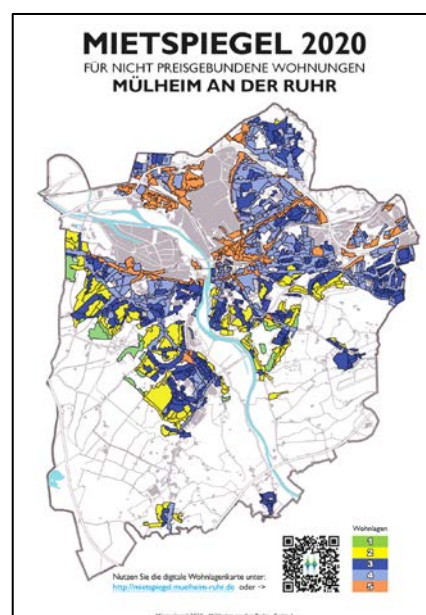 MIETSPIEGEL 2020
FÜR NICHT PREISGEBUNDENE WOHNUNGEN
MÜLHEIM AN DER RUHR
Wohnlagen
1
2
3
4
5
Nutzen Sie die digitale Wohnlagenkarte unter:
http://mietspiegel.muelheim-ruhr.de oder ->